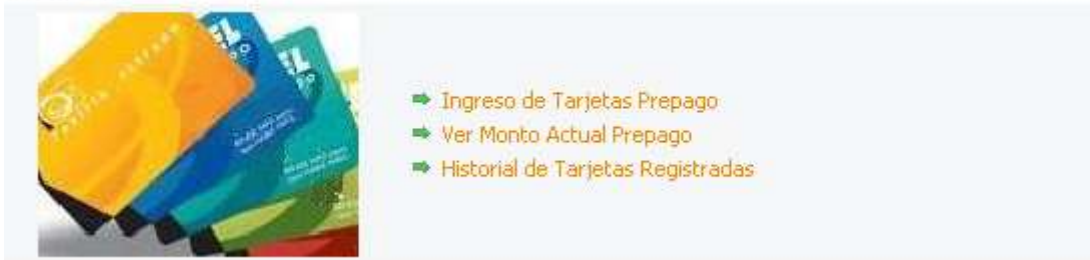 Ingreso de Tarjetas Prepago
Ver Monto Actual Prepago
Historial de Tarjetas Registradas